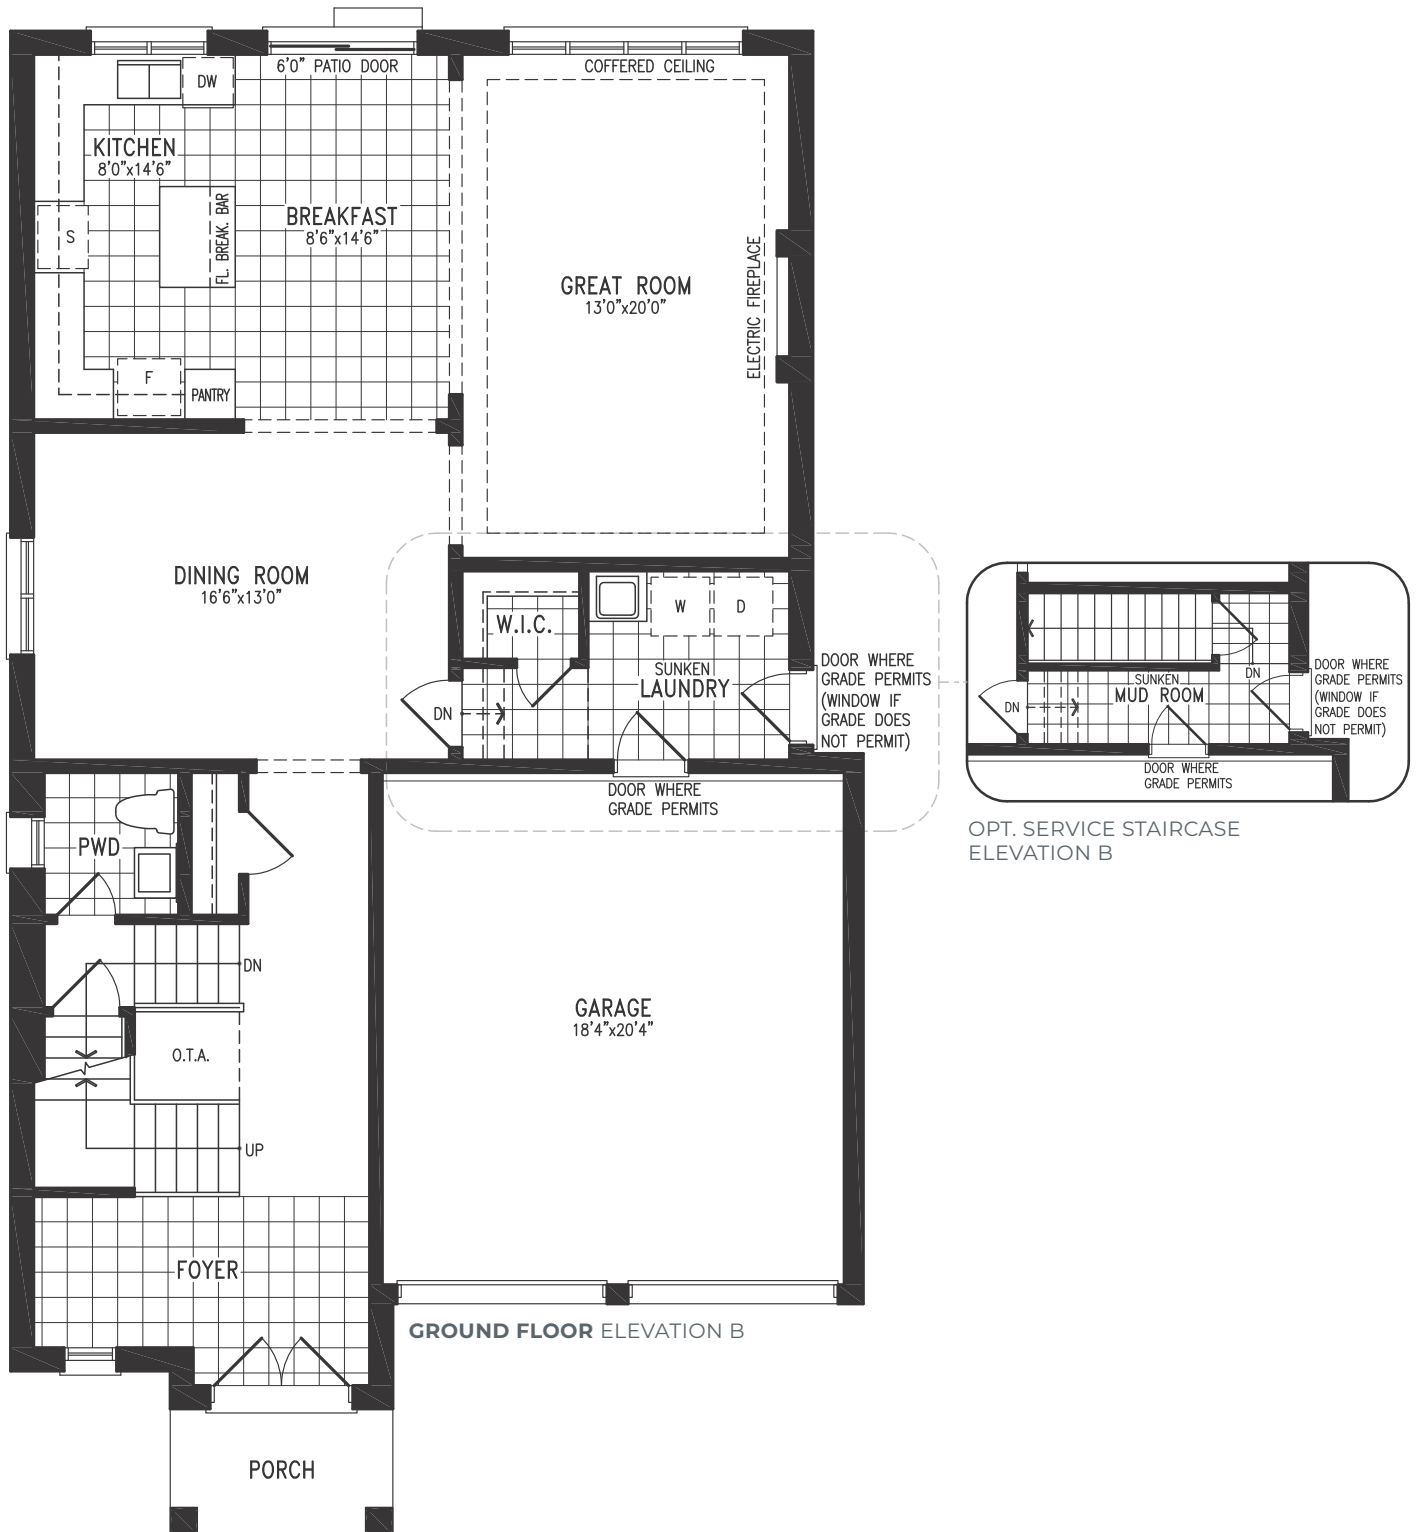 6'0" PATIO DOOR
COFFERED CEILING
DW
KITCHEN
8'0"x14'6"
S
FL. BREAK. BAR
BREAKFAST
8'6"x14'6"
GREAT ROOM
13'0"x20'0"
ELECTRIC FIREPLACE
F
PANTRY
DINING ROOM
16'6"x13'0"
W.I.C.
W
D
SUNKEN
LAUNDRY
DN
DOOR WHERE
GRADE PERMITS
(WINDOW IF
GRADE DOES
NOT PERMIT)
DOOR WHERE
GRADE PERMITS
SUNKEN
MUD ROOM
DN
DN
DOOR WHERE
GRADE PERMITS
(WINDOW IF
GRADE DOES
NOT PERMIT)
DOOR WHERE
GRADE PERMITS
OPT. SERVICE STAIRCASE
ELEVATION B
PWD
DN
O.T.A.
UP
GARAGE
18'4"x20'4"
FOYER
GROUND FLOOR ELEVATION B
PORCH